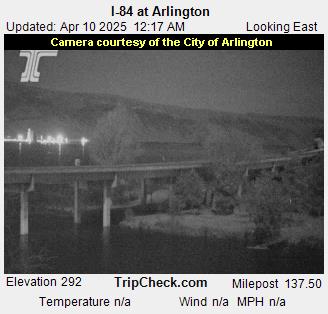 I-84 at Arlington
Updated: Apr 10 2025 12:17 AM Looking East
Camera courtesy of the City of Arlington
Elevation 292 TripCheck.com Milepost 137.50
Temperature n/a Wind n/a MPH n/a